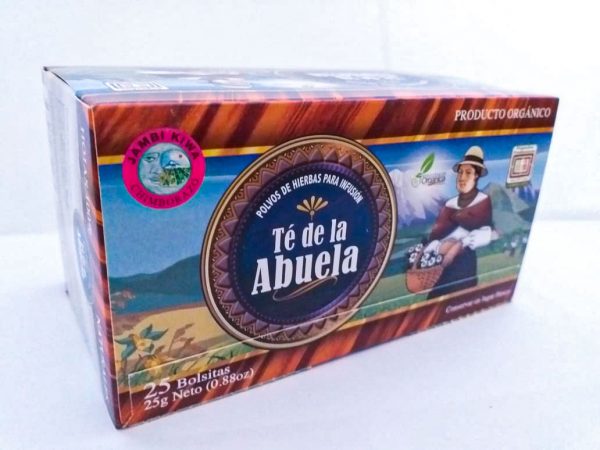 PRODUCTO ORGÁNICO
JAMBI KIWA
CHIMBORAZO
POLVOS DE HIERBAS PARA INFUSIÓN
Té de la
Abuela
25 Bolsitas
25g Neto (0.88oz)